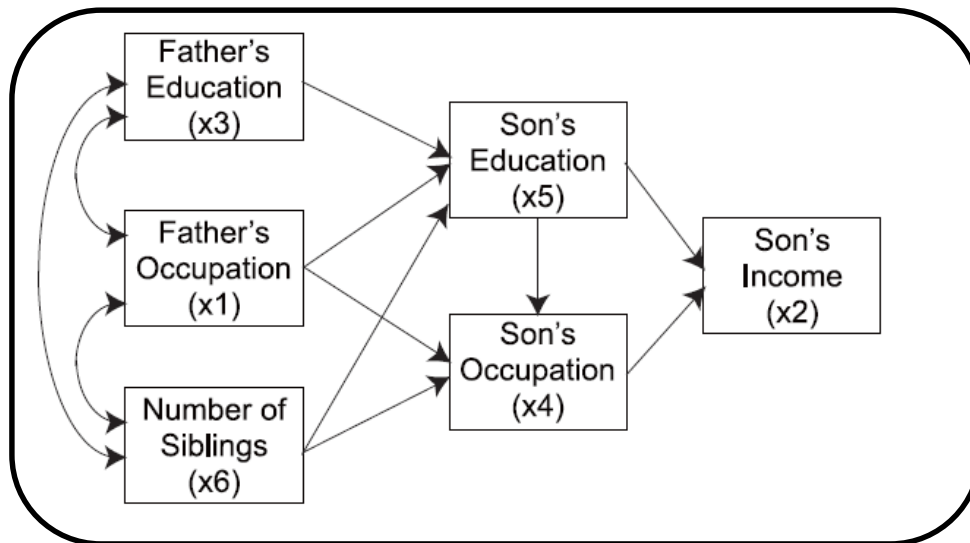 Father's
Education
(x3)
Father's
Occupation
(x1)
Number of
Siblings
(x6)
Son's
Education
(x5)
Son's
Occupation
(x4)
Son's
Income
(x2)